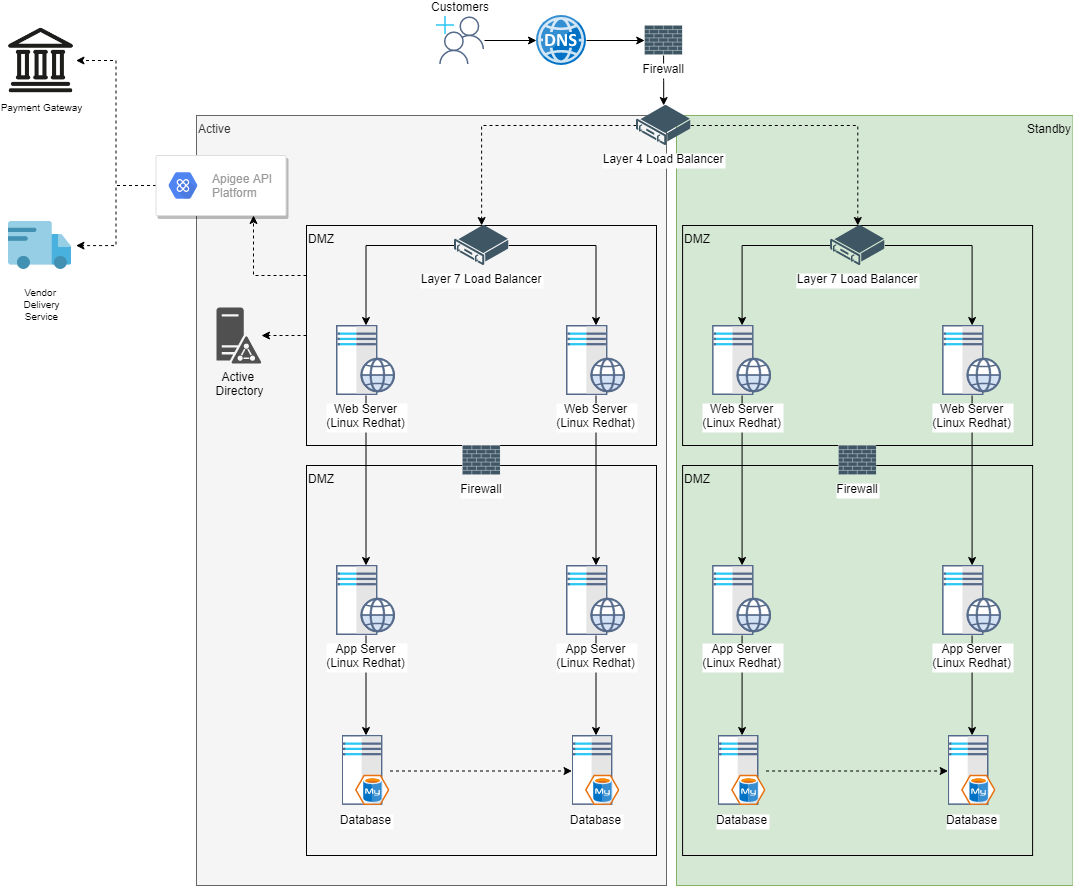 Customers
DNS
Firewall
Payment Gateway
Active
Standby
Layer 4 Load Balancer
Apigee API
Platform
Vendor
Delivery
Service
DMZ
Layer 7 Load Balancer
DMZ
Layer 7 Load Balancer
Active
Directory
Web Server
(Linux Redhat)
Web Server
(Linux Redhat)
Web Server
(Linux Redhat)
Web Server
(Linux Redhat)
DMZ
Firewall
DMZ
Firewall
App Server
(Linux Redhat)
App Server
(Linux Redhat)
App Server
(Linux Redhat)
App Server
(Linux Redhat)
My
Database
My
Database
My
Database
My
Database